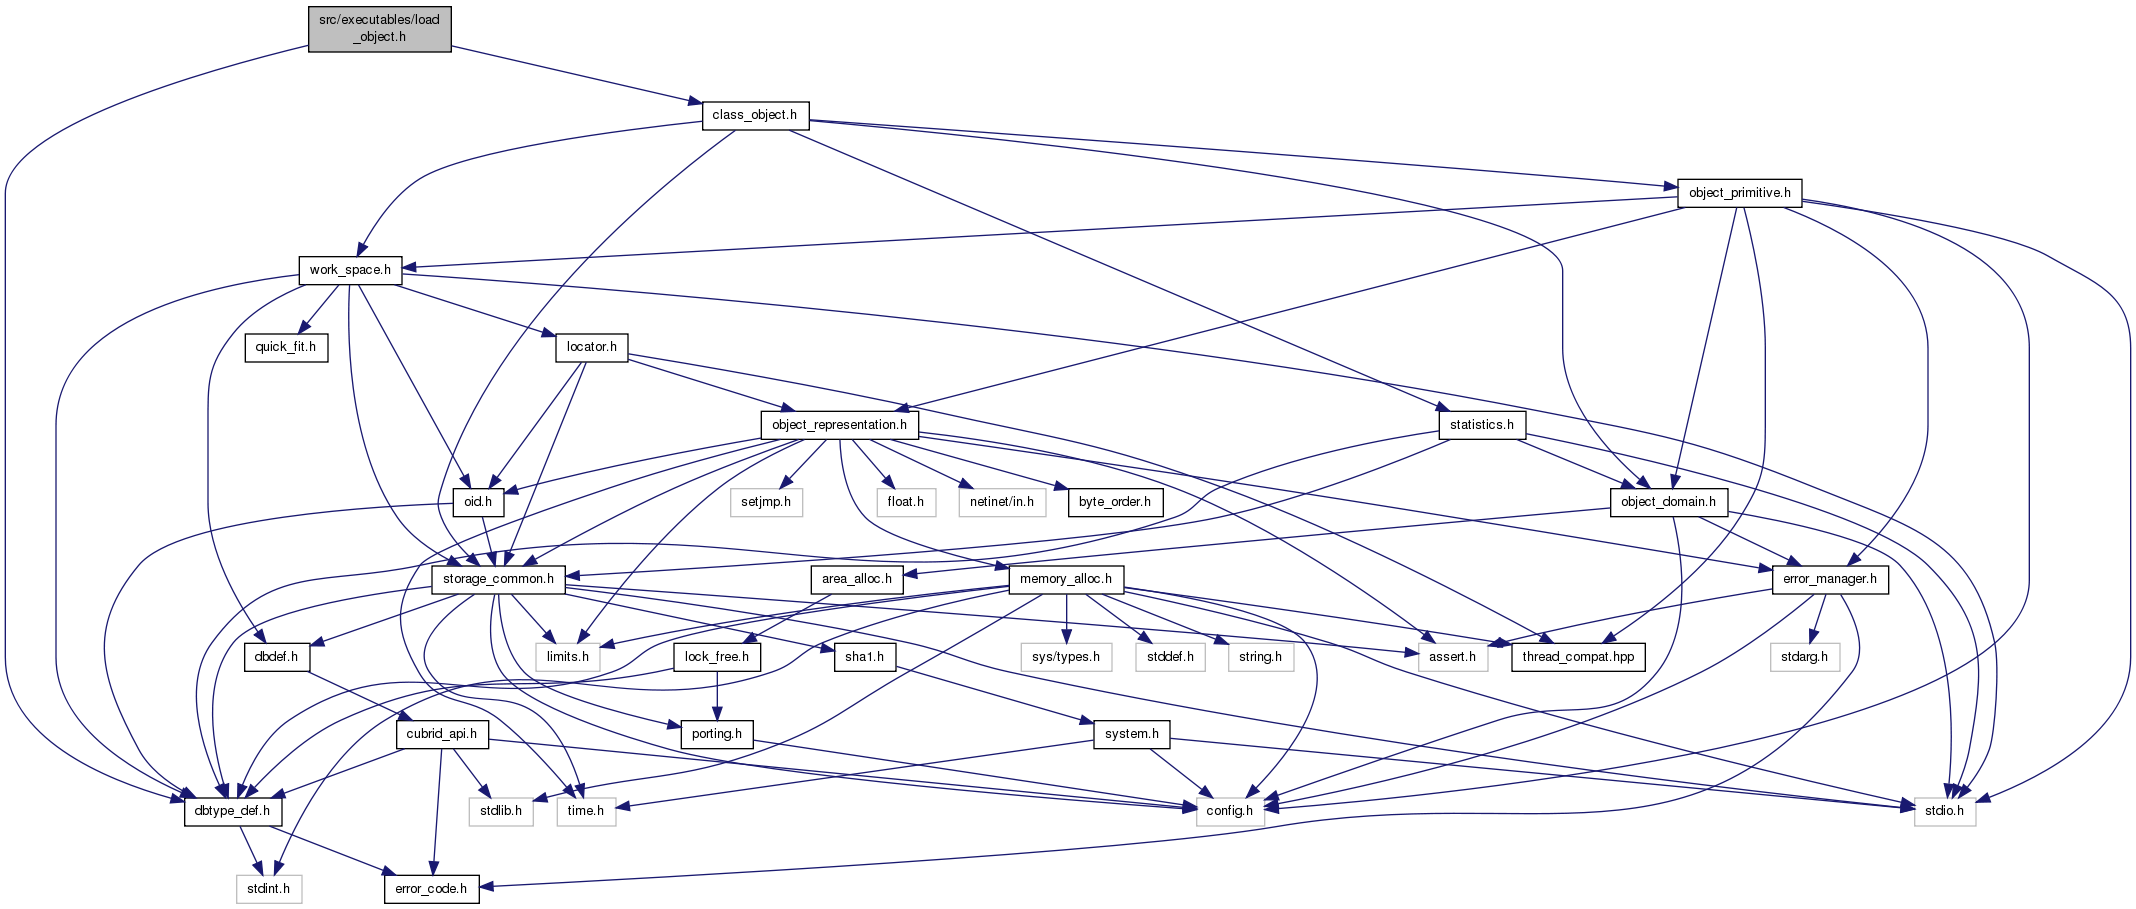 src/executables/load
_object.h
class_object.h
object_primitive.h
work_space.h
quick_fit.h
locator.h
object_representation.h
statistics.h
oid.h
setjmp.h
float.h
netinet/in.h
byte_order.h
object_domain.h
storage_common.h
area_alloc.h
memory_alloc.h
error_manager.h
dbdef.h
limits.h
lock_free.h
sha1.h
sys/types.h
stddef.h
string.h
assert.h
thread_compat.hpp
stdarg.h
cubrid_api.h
porting.h
system.h
dbtype_def.h
stdlib.h
time.h
config.h
stdio.h
stdint.h
error_code.h